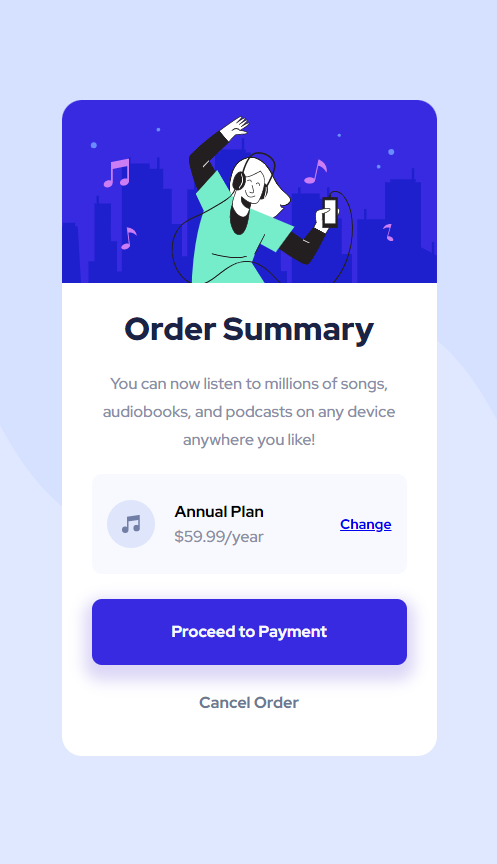 Order Summary
You can now listen to millions of songs,
audiobooks, and podcasts on any device
anywhere you like!
Annual Plan
$59.99/year
Change
Proceed to Payment
Cancel Order